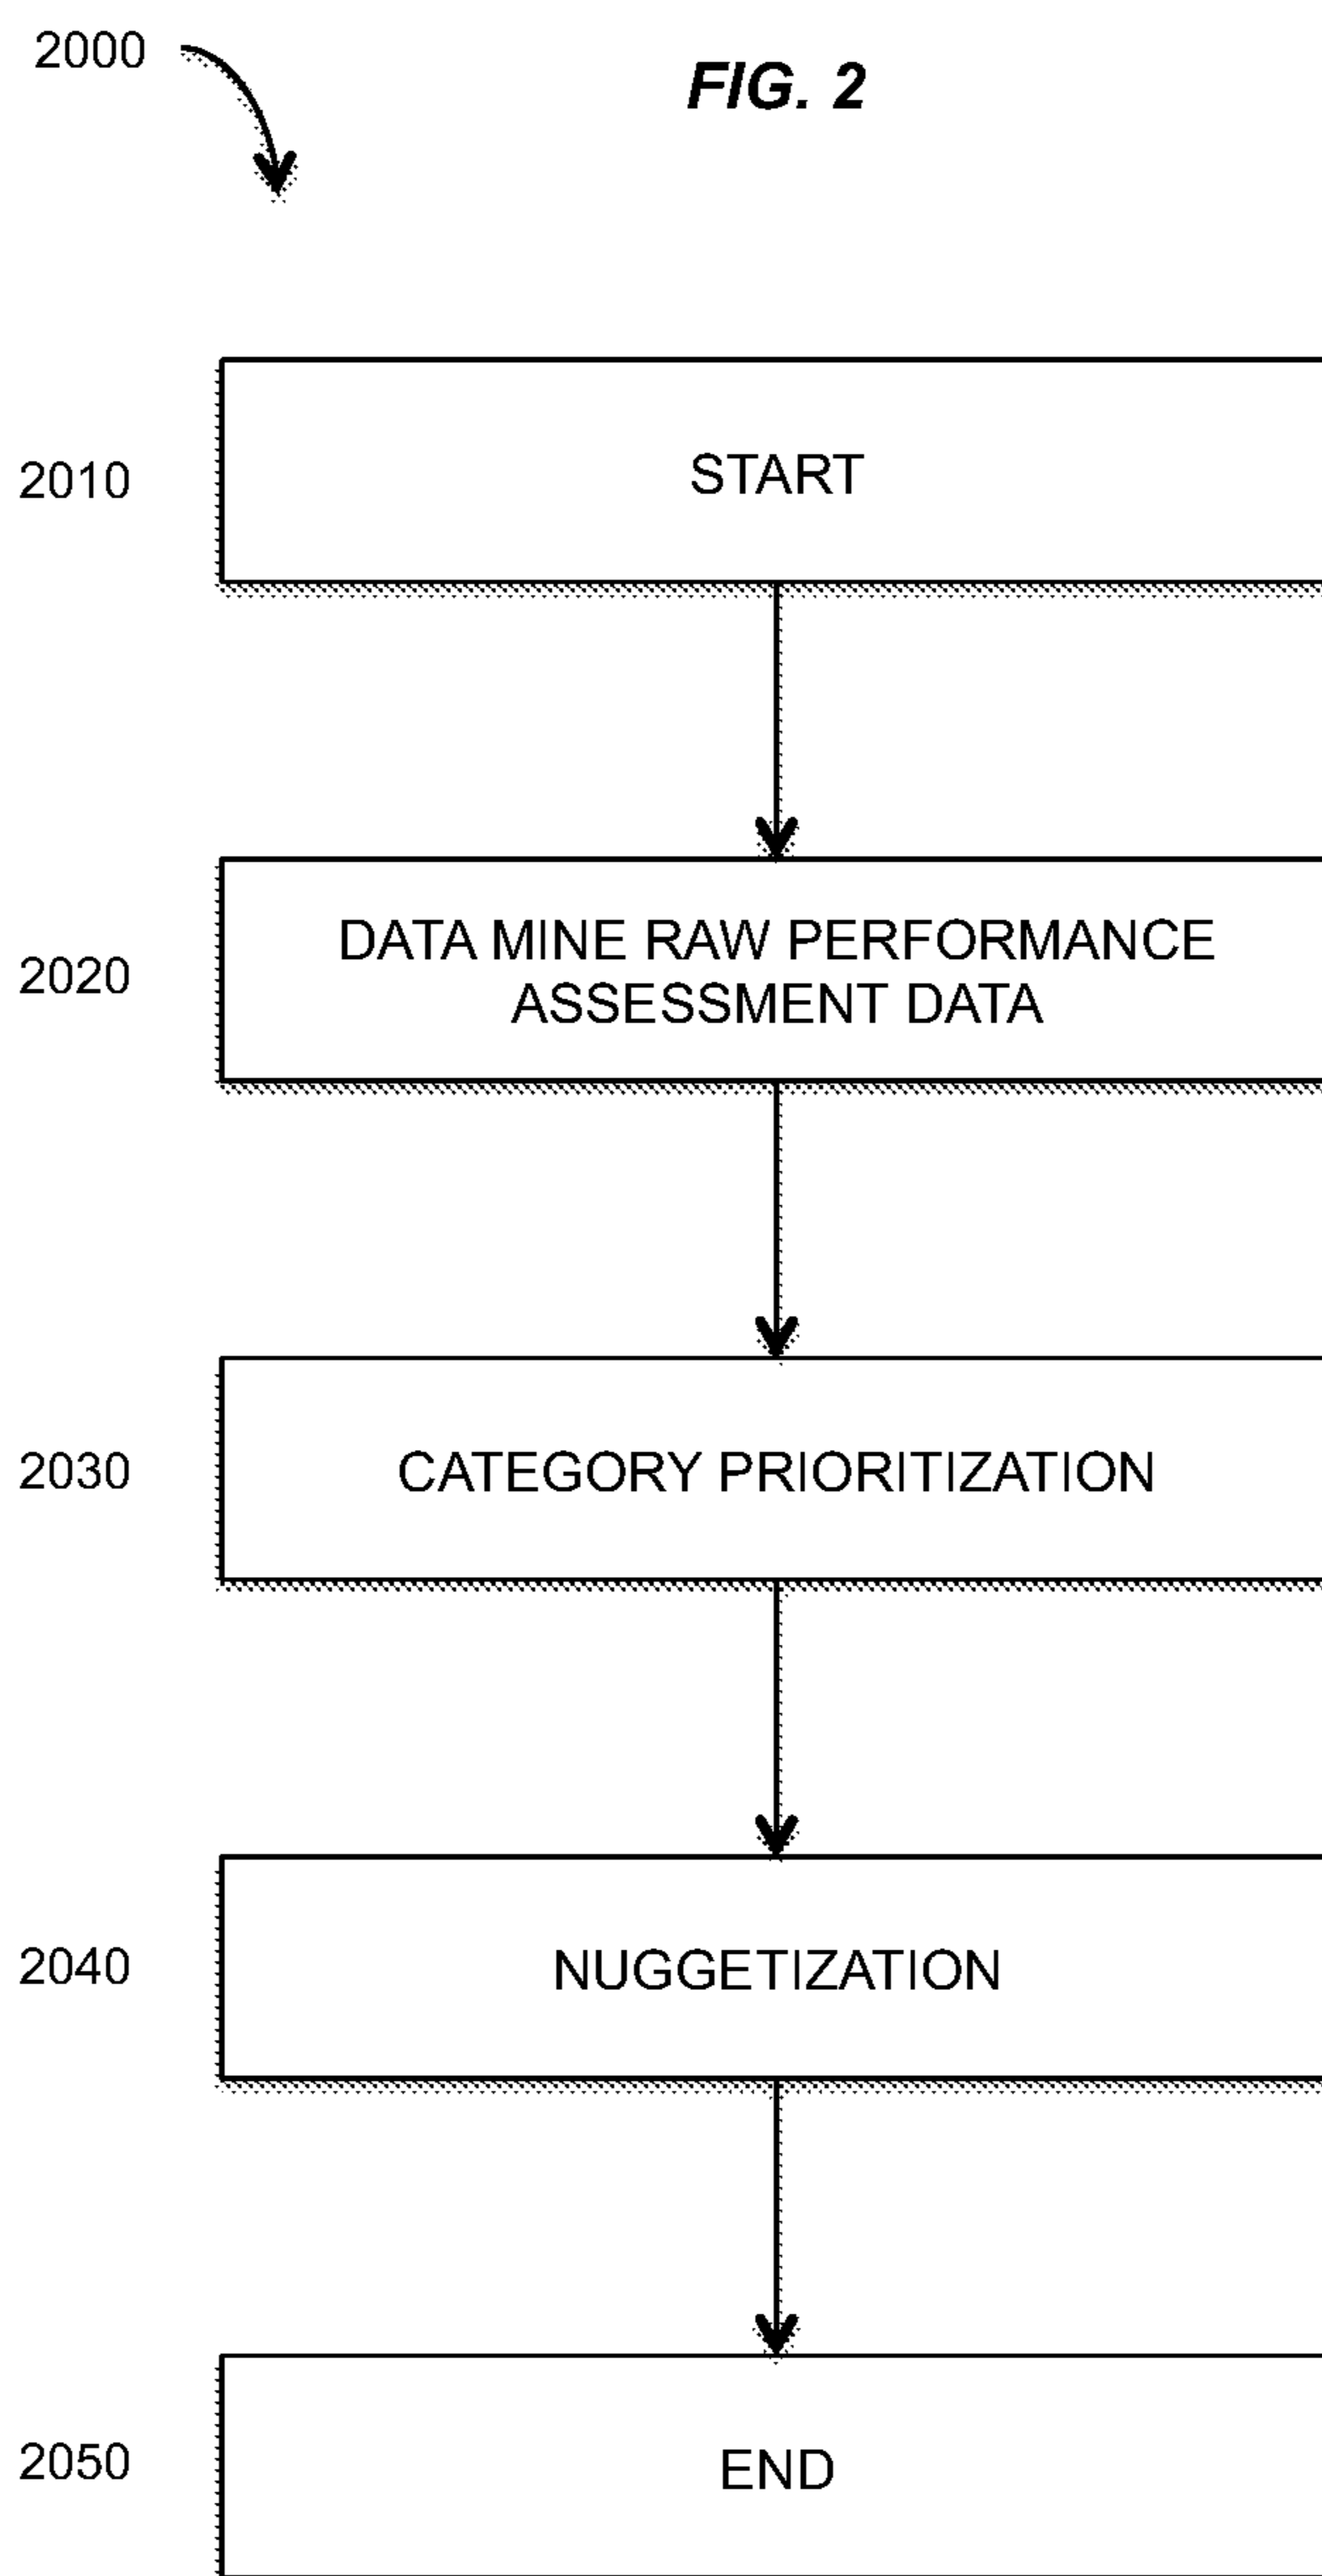 2000
FIG. 2
2010
START
2020
DATA MINE RAW PERFORMANCE
ASSESSMENT DATA
2030
CATEGORY PRIORITIZATION
2040
NUGGETIZATION
2050
END